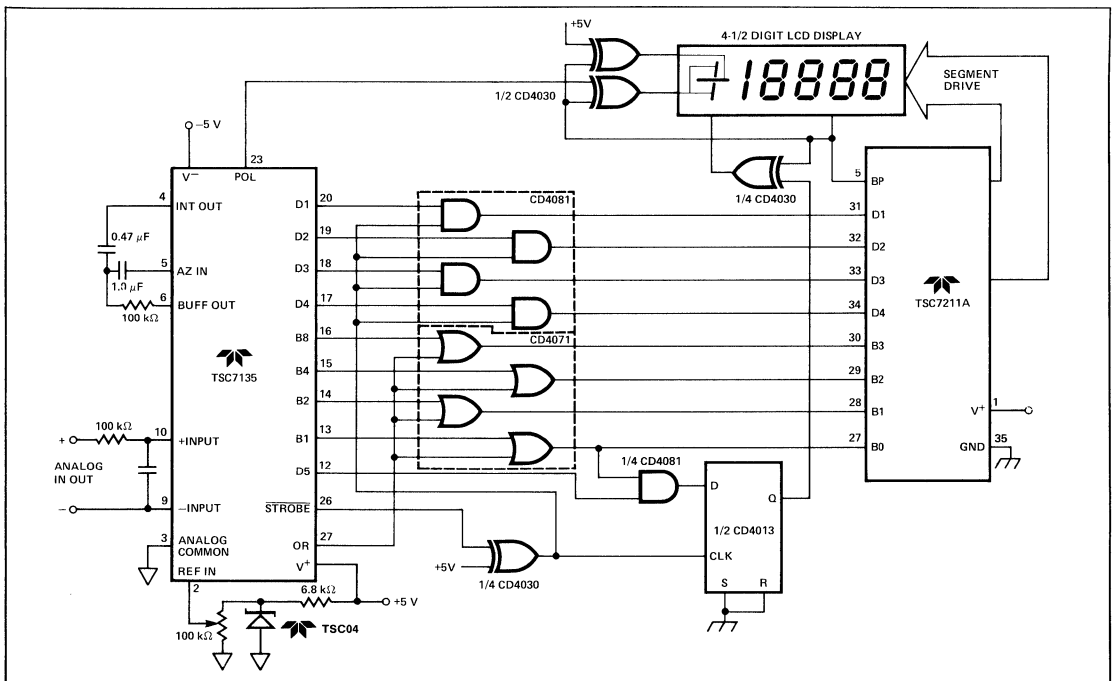 +5V
4-1/2 DIGIT LCD DISPLAY
18888
SEGMENT
DRIVE
1/2 CD4030
−5 V
23
V− POL
4 INT OUT
0.47 µF
5 AZ IN
1.0 µF
6 BUFF OUT
100 kΩ
TSC7135
100 kΩ
+ 10 +INPUT
ANALOG
IN OUT
− 9 −INPUT
3 ANALOG
COMMON
REF IN
2
D1 20
D2 19
D3 18
D4 17
B8 16
B4 15
B2 14
B1 13
D5 12
STROBE 26
OR 27
V+
6.8 kΩ
+5 V
100 kΩ
TSC04
CD4081
CD4071
1/4 CD4030
5 BP
31 D1
32 D2
33 D3
34 D4
30 B3
29 B2
28 B1
27 B0
TSC7211A
V+ 1
GND 35
1/4 CD4081
D
Q
1/2 CD4013
CLK
S R
+5V
1/4 CD4030